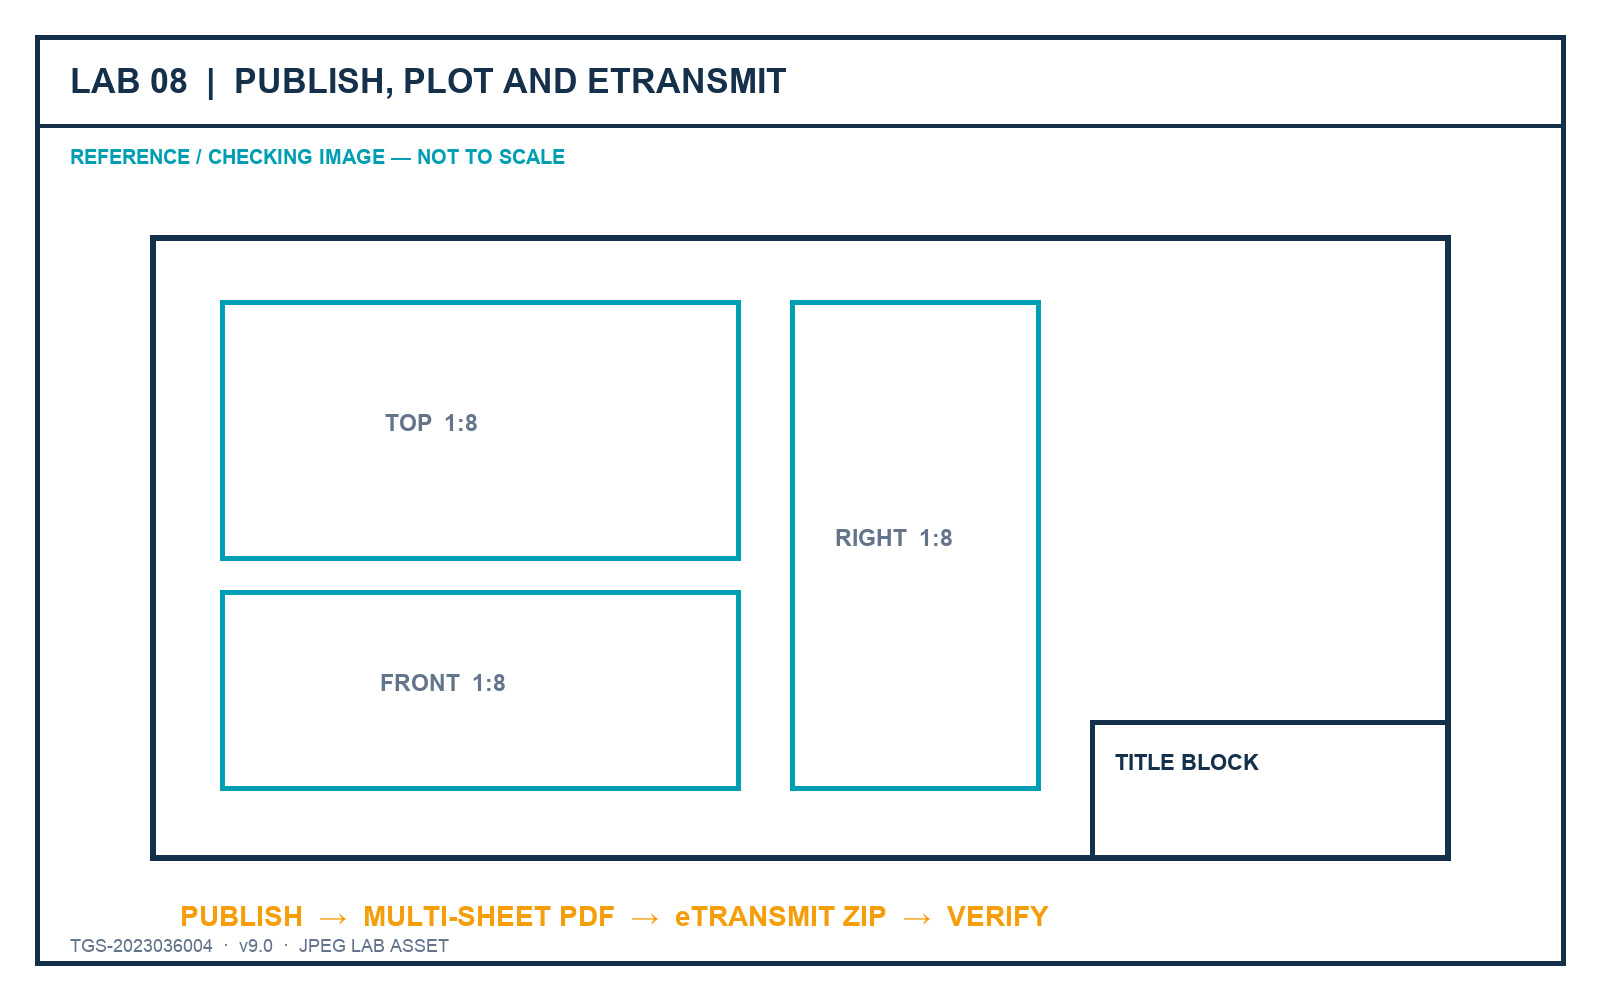 LAB 08 | PUBLISH, PLOT AND ETRANSMIT
REFERENCE / CHECKING IMAGE — NOT TO SCALE
TOP 1:8
RIGHT 1:8
FRONT 1:8
TITLE BLOCK
PUBLISH → MULTI-SHEET PDF → eTRANSMIT ZIP → VERIFY
TGS-2023036004 · v9.0 · JPEG LAB ASSET